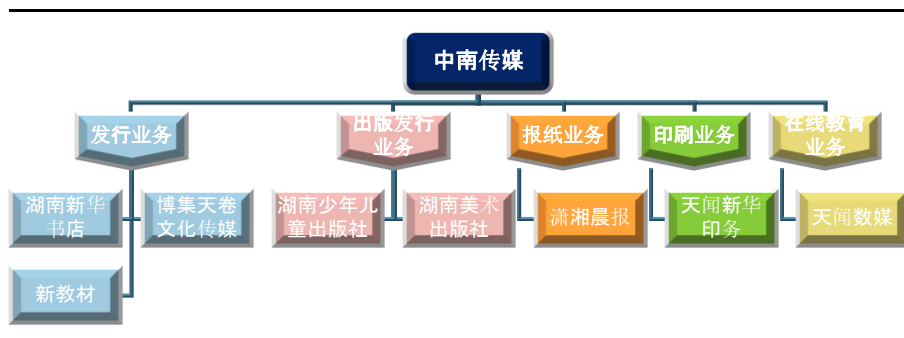 中南传媒
发行业务
出版发行
业务
报纸业务
印刷业务
在线教育
业务
湖南新华
书店
博集天卷
文化传媒
湖南少年儿
童出版社
湖南美术
出版社
潇湘晨报
天闻新华
印务
天闻数媒
新教材